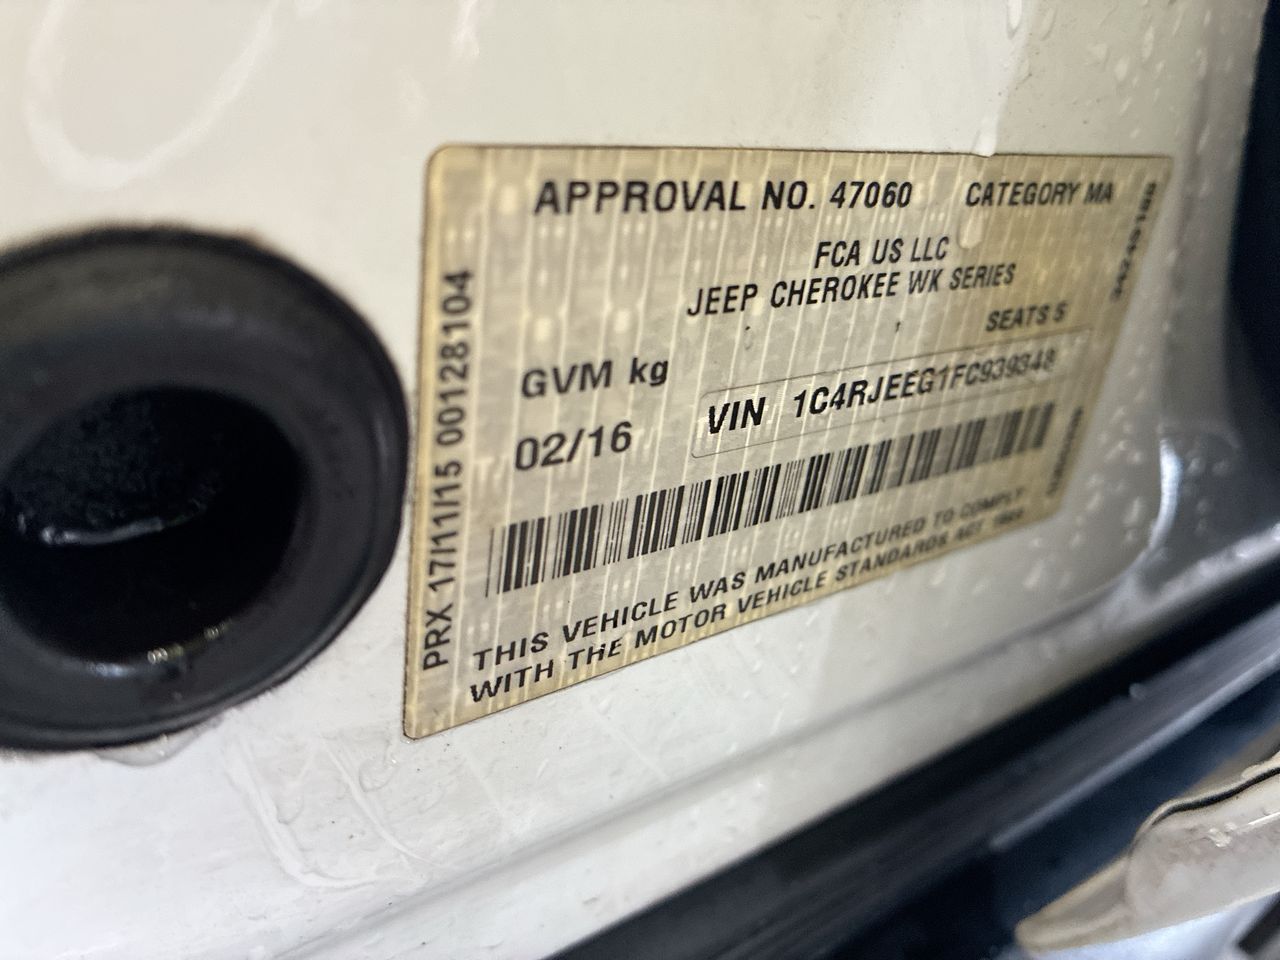 APPROVAL NO. 47060 CATEGORY MA
FCA US LLC
JEEP CHEROKEE WK SERIES
SEATS 5
GVM kg
02/16
VIN 1C4RJEEG1FC939348
THIS VEHICLE WAS MANUFACTURED TO COMPLY
WITH THE MOTOR VEHICLE STANDARDS ACT 1989
PRX 17/11/15 00128104